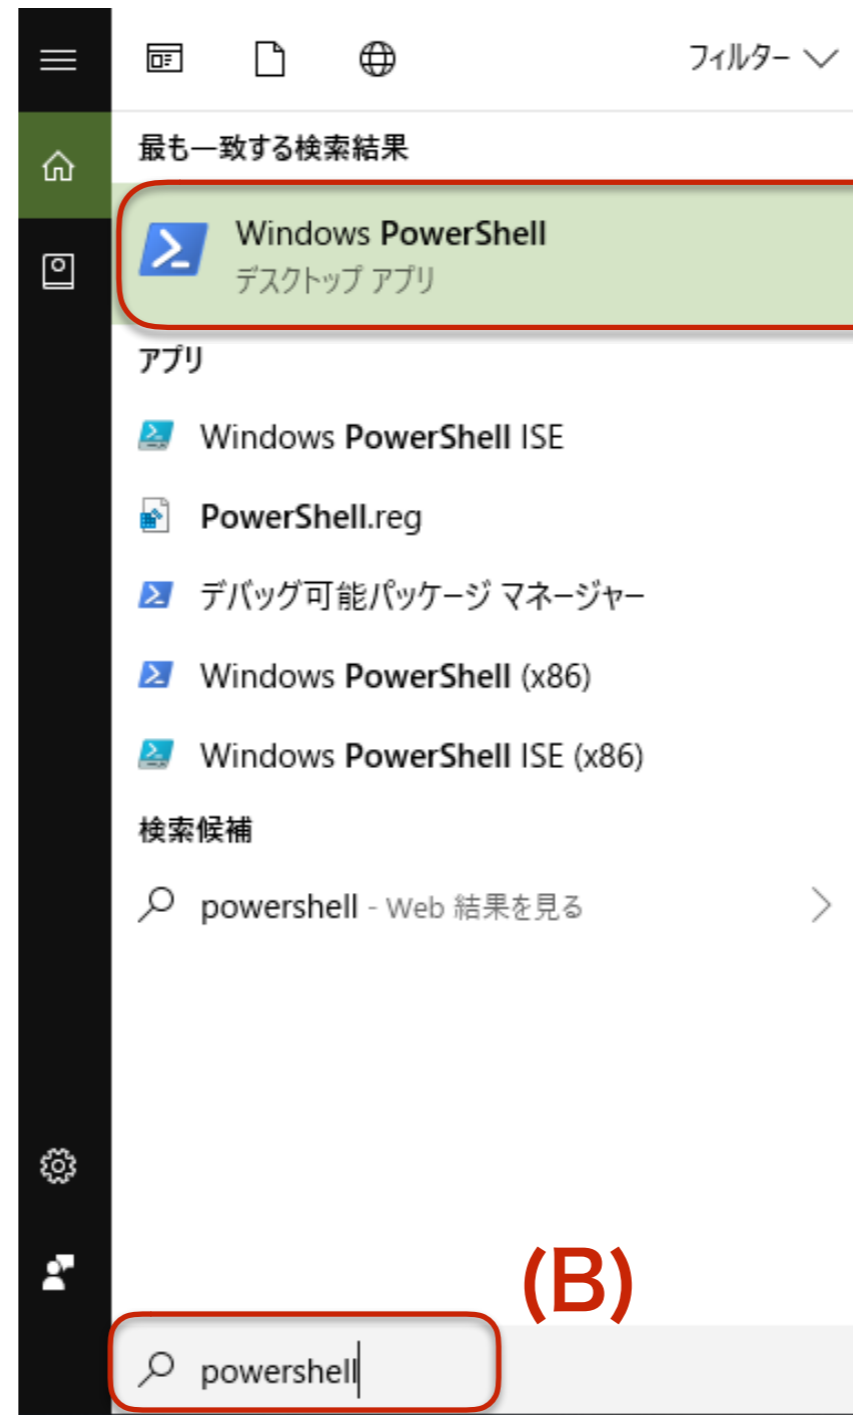 フィルター
最も一致する検索結果
Windows PowerShell
デスクトップ アプリ
アプリ
Windows PowerShell ISE
PowerShell.reg
デバッグ可能パッケージ マネージャー
Windows PowerShell (x86)
Windows PowerShell ISE (x86)
検索候補
powershell - Web 結果を見る
(B)
powershell